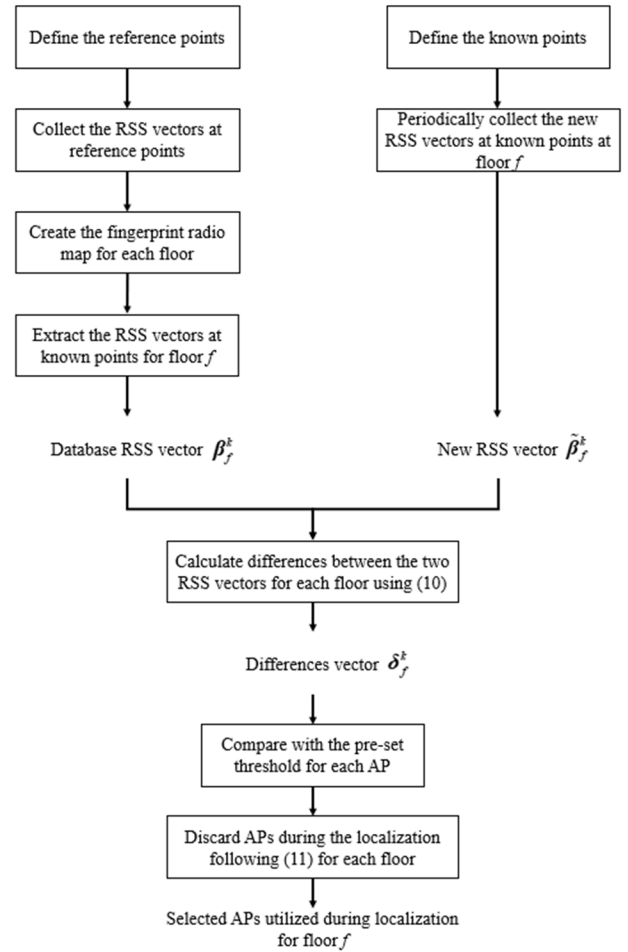 Define the reference points
Collect the RSS vectors at
reference points
Create the fingerprint radio
map for each floor
Extract the RSS vectors at
known points for floor f
Database RSS vector β_f^k
Define the known points
Periodically collect the new
RSS vectors at known points at
floor f
New RSS vector β̃_f^k
Calculate differences between the two
RSS vectors for each floor using (10)
Differences vector δ_f^k
Compare with the pre-set
threshold for each AP
Discard APs during the localization
following (11) for each floor
Selected APs utilized during localization
for floor f